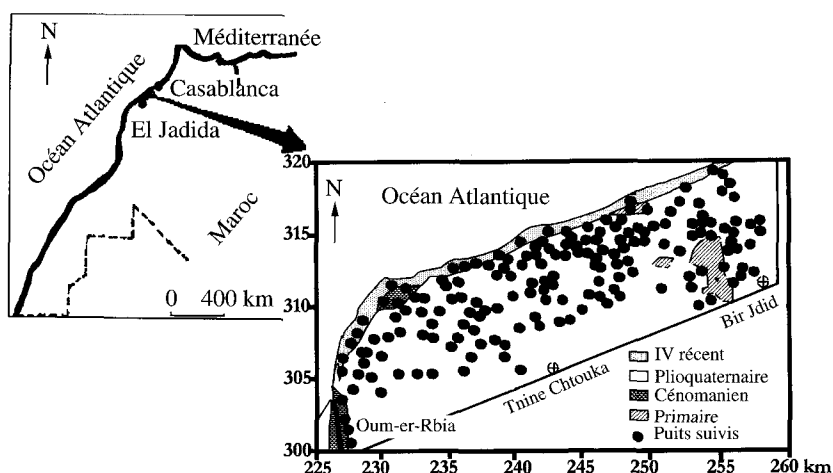 N
Méditerranée
Océan Atlantique
Casablanca
El Jadida
Maroc
0 400 km
320
315
310
305
300
N
Océan Atlantique
Bir Jdid
Tnine Chtouka
Oum-er-Rbia
IV récent
Plioquaternaire
Cénomanien
Primaire
Puits suivis
225 230 235 240 245 250 255 260 km